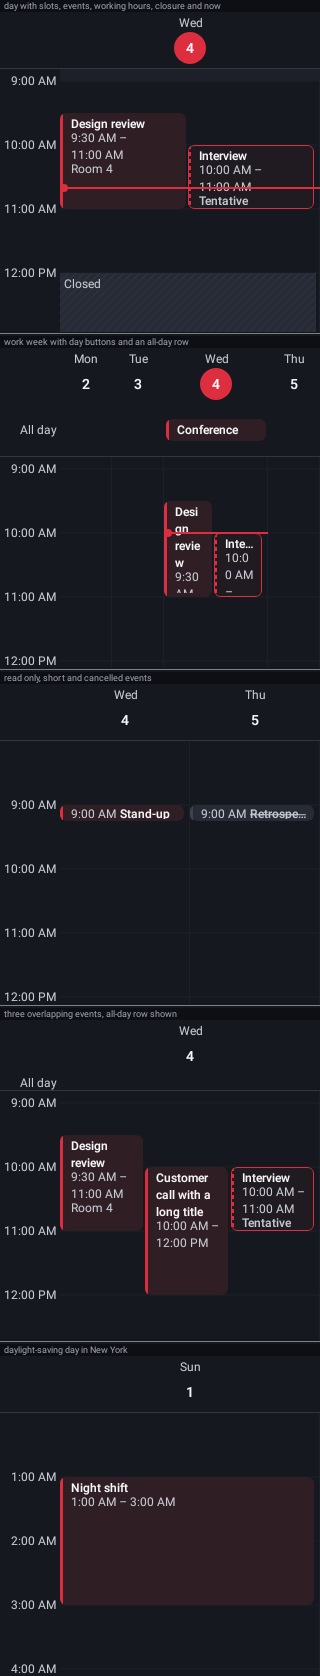 day with slots, events, working hours, closure and now
Wed
4
9:00 AM
Design review
9:30 AM –
11:00 AM
Room 4
10:00 AM
Interview
10:00 AM –
11:00 AM
Tentative
11:00 AM
12:00 PM
Closed
work week with day buttons and an all-day row
Mon Tue Wed Thu
2 3 4 5
All day Conference
9:00 AM
10:00 AM
Desi
gn
revie
w
9:30
AM
Inte...
10:0
0 AM
–
11:00 AM
12:00 PM
read only, short and cancelled events
Wed Thu
4 5
9:00 AM
9:00 AM Stand-up
9:00 AM Retrospe...
10:00 AM
11:00 AM
12:00 PM
three overlapping events, all-day row shown
Wed
4
All day
9:00 AM
Design
review
9:30 AM –
11:00 AM
Room 4
10:00 AM
Customer
call with a
long title
10:00 AM –
12:00 PM
Interview
10:00 AM –
11:00 AM
Tentative
11:00 AM
12:00 PM
daylight-saving day in New York
Sun
1
1:00 AM
Night shift
1:00 AM – 3:00 AM
2:00 AM
3:00 AM
4:00 AM